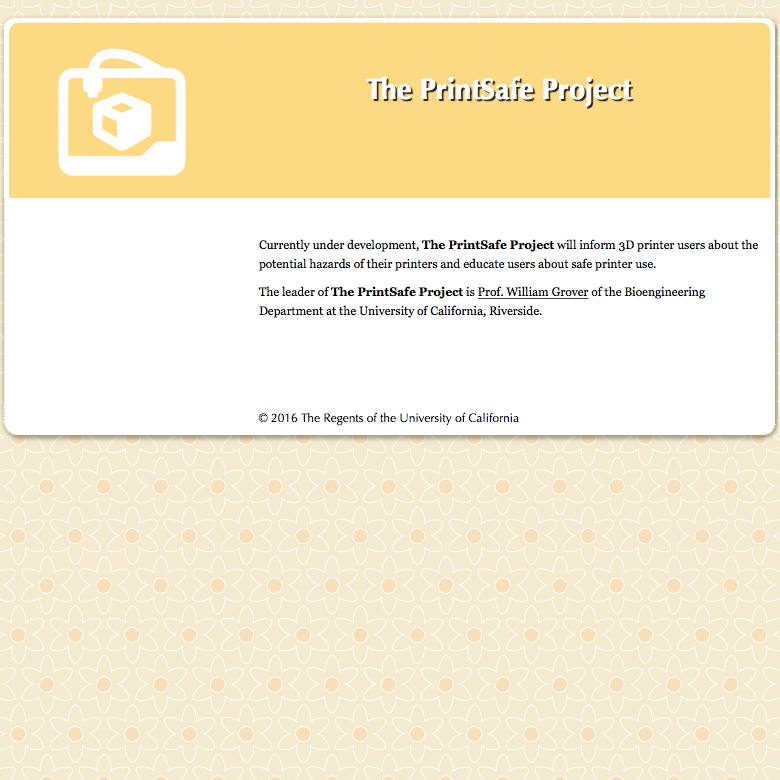 The PrintSafe Project
Currently under development, The PrintSafe Project will inform 3D printer users about the
potential hazards of their printers and educate users about safe printer use.
The leader of The PrintSafe Project is Prof. William Grover of the Bioengineering
Department at the University of California, Riverside.
© 2016 The Regents of the University of California